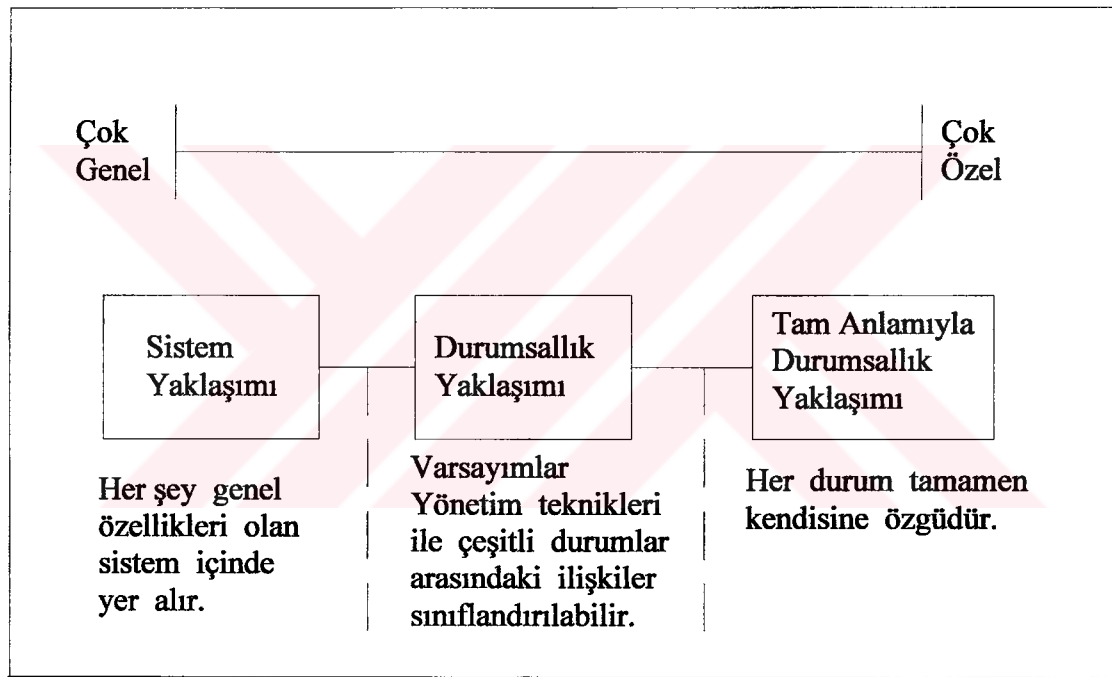 Çok
Genel
Çok
Özel
Sistem
Yaklaşımı
Durumsallık
Yaklaşımı
Tam Anlamıyla
Durumsallık
Yaklaşımı
Her şey genel
özellikleri olan
sistem içinde
yer alır.
Varsayımlar
Yönetim teknikleri
ile çeşitli durumlar
arasındaki ilişkiler
sınıflandırılabilir.
Her durum tamamen
kendisine özgüdür.